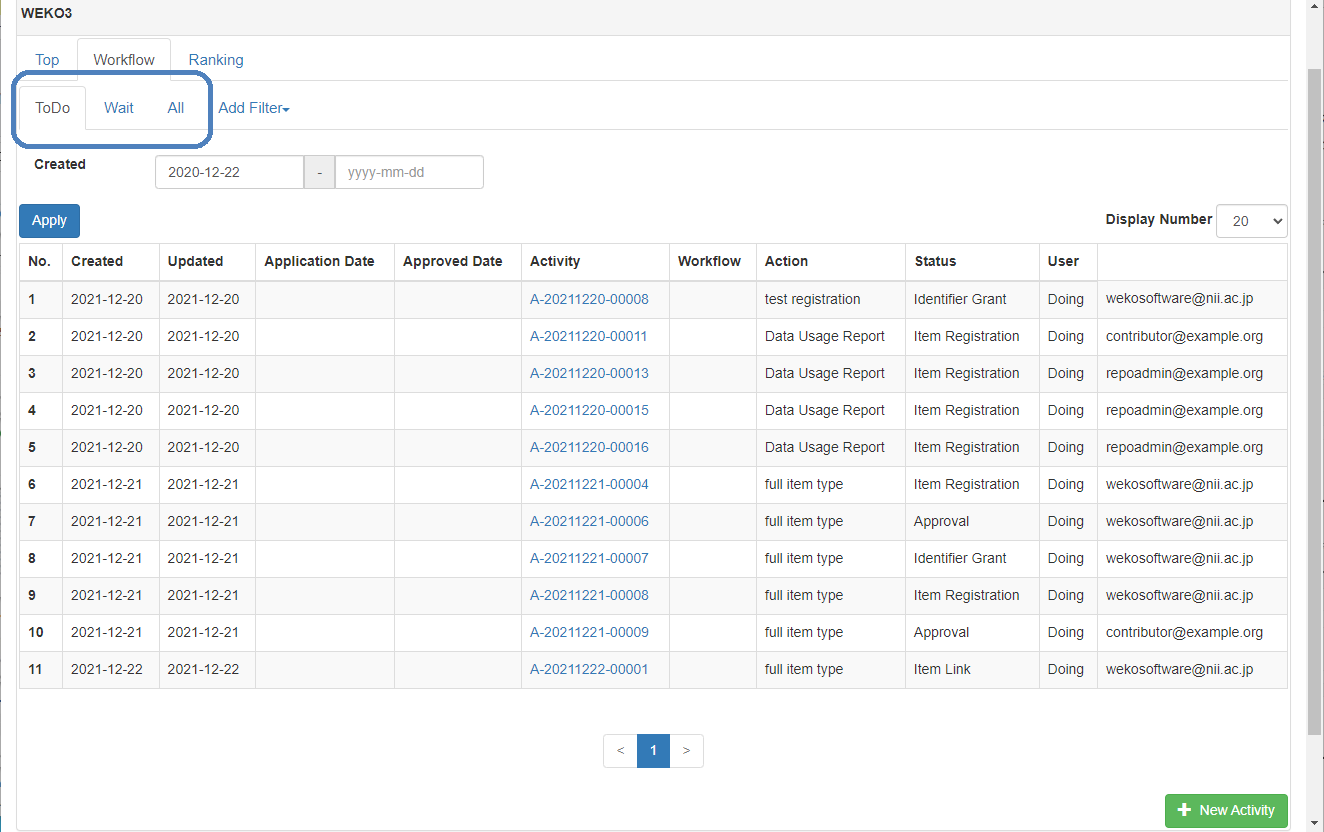 WEKO3
Top Workflow Ranking
ToDo Wait All Add Filter
Created 2020-12-22 - yyyy-mm-dd
Apply Display Number 20
No. Created Updated Application Date Approved Date Activity Workflow Action Status User
1 2021-12-20 2021-12-20 A-20211220-00008 test registration Identifier Grant Doing wekosoftware@nii.ac.jp
2 2021-12-20 2021-12-20 A-20211220-00011 Data Usage Report Item Registration Doing contributor@example.org
3 2021-12-20 2021-12-20 A-20211220-00013 Data Usage Report Item Registration Doing repoadmin@example.org
4 2021-12-20 2021-12-20 A-20211220-00015 Data Usage Report Item Registration Doing repoadmin@example.org
5 2021-12-20 2021-12-20 A-20211220-00016 Data Usage Report Item Registration Doing repoadmin@example.org
6 2021-12-21 2021-12-21 A-20211221-00004 full item type Item Registration Doing wekosoftware@nii.ac.jp
7 2021-12-21 2021-12-21 A-20211221-00006 full item type Approval Doing wekosoftware@nii.ac.jp
8 2021-12-21 2021-12-21 A-20211221-00007 full item type Identifier Grant Doing wekosoftware@nii.ac.jp
9 2021-12-21 2021-12-21 A-20211221-00008 full item type Item Registration Doing wekosoftware@nii.ac.jp
10 2021-12-21 2021-12-21 A-20211221-00009 full item type Approval Doing contributor@example.org
11 2021-12-22 2021-12-22 A-20211222-00001 full item type Item Link Doing wekosoftware@nii.ac.jp
< 1 >
+ New Activity